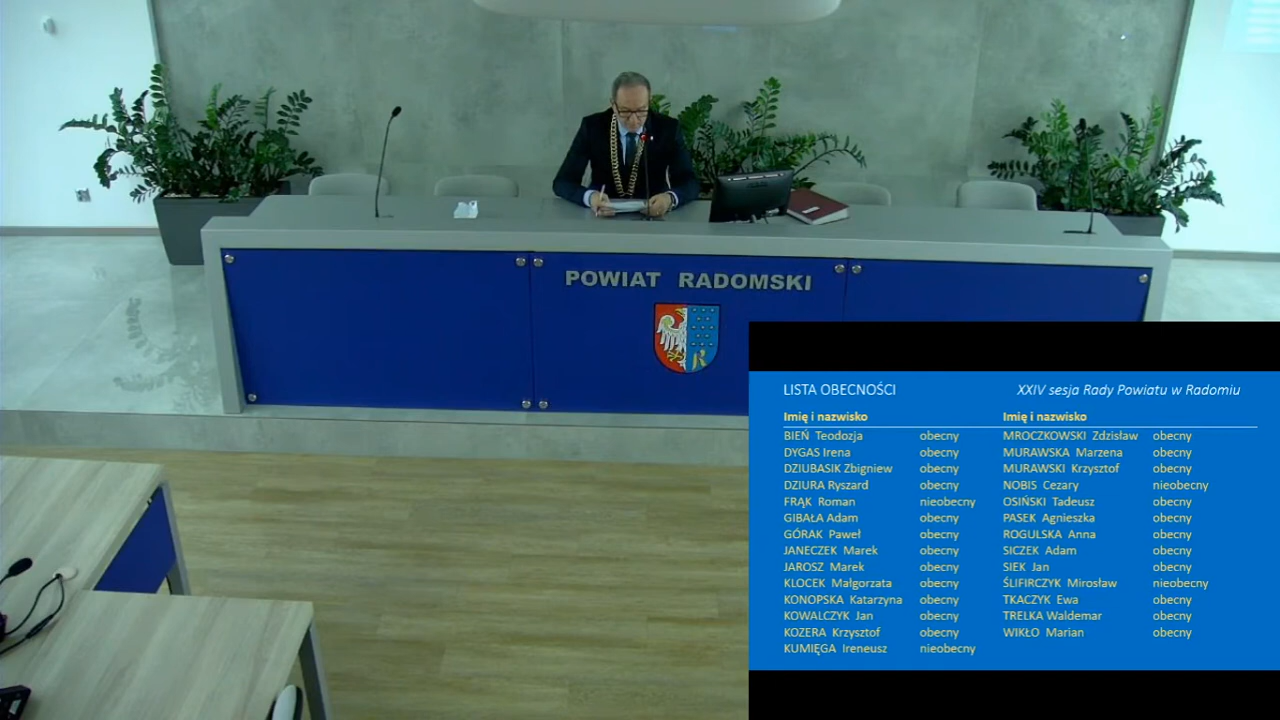 POWIAT RADOMSKI
LISTA OBECNOŚCI XXIV sesja Rady Powiatu w Radomiu
Imię i nazwisko Imię i nazwisko
BIEŃ Teodozja obecny MROCZKOWSKI Zdzisław obecny
DYGAS Irena obecny MURAWSKA Marzena obecny
DZIUBASIK Zbigniew obecny MURAWSKI Krzysztof obecny
DZIURA Ryszard obecny NOBIS Cezary nieobecny
FRĄK Roman nieobecny OSIŃSKI Tadeusz obecny
GIBAŁA Adam obecny PASEK Agnieszka obecny
GÓRAK Paweł obecny ROGULSKA Anna obecny
JANECZEK Marek obecny SICZEK Adam obecny
JAROSZ Marek obecny SIEK Jan obecny
KLOCEK Małgorzata obecny ŚLIFIRCZYK Mirosław nieobecny
KONOPSKA Katarzyna obecny TKACZYK Ewa obecny
KOWALCZYK Jan obecny TRELKA Waldemar obecny
KOZERA Krzysztof obecny WIKŁO Marian obecny
KUMIĘGA Ireneusz nieobecny